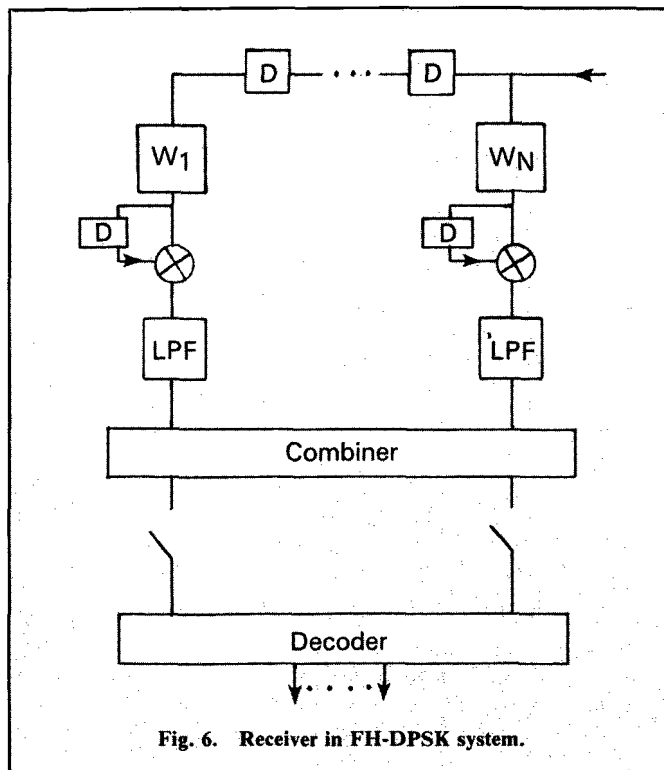 D ... D
W1 WN
D D
LPF LPF
Combiner
Decoder
Fig. 6. Receiver in FH-DPSK system.